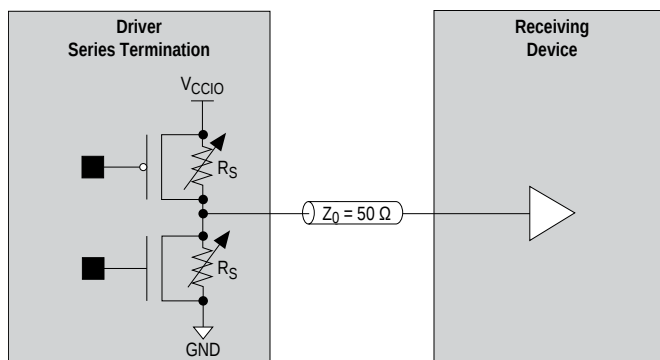 Driver
Series Termination
Receiving
Device
VCCIO
RS
Z0 = 50 Ω
RS
GND